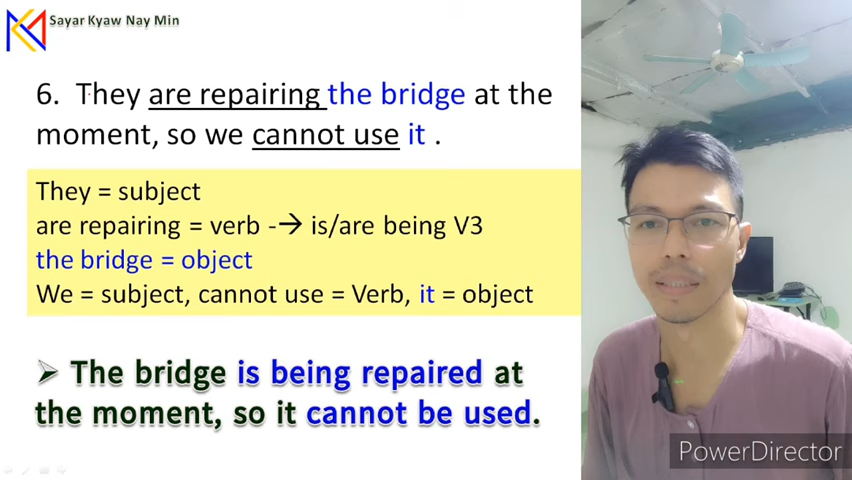 Sayar Kyaw Nay Min
6. They are repairing the bridge at the
moment, so we cannot use it .
They = subject
are repairing = verb -→ is/are being V3
the bridge = object
We = subject, cannot use = Verb, it = object
➢ The bridge is being repaired at
the moment, so it cannot be used.
PowerDirector